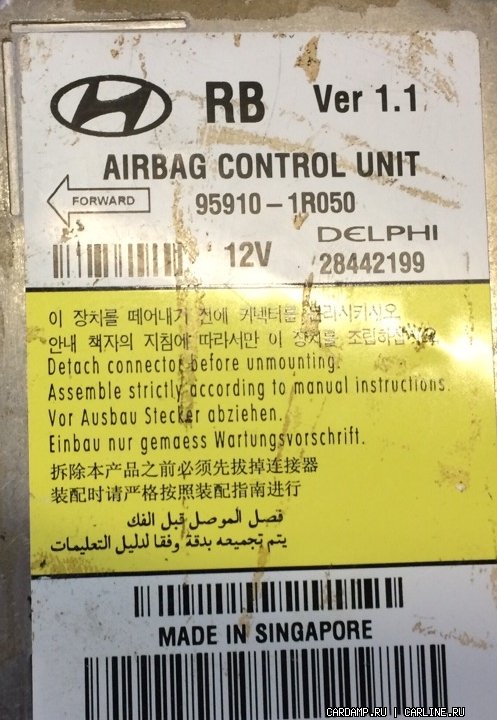 RB Ver 1.1
AIRBAG CONTROL UNIT
FORWARD
95910-1R050
DELPHI
12V 28442199
이 장치를 떼어내기 전에 커넥터를 분리시키시오
안내 책자의 지침에 따라서만 이 장치를 조립하십시오
Detach connector before unmounting.
Assemble strictly according to manual instructions.
Vor Ausbau Stecker abziehen.
Einbau nur gemaess Wartungsvorschrift.
拆除本产品之前必须先拔掉连接器
装配时请严格按照装配指南进行
فصل الموصل قبل الفك
يتم تجميعه بدقة وفقا لدليل التعليمات
MADE IN SINGAPORE
CARDAMP.RU | CARLINE.RU